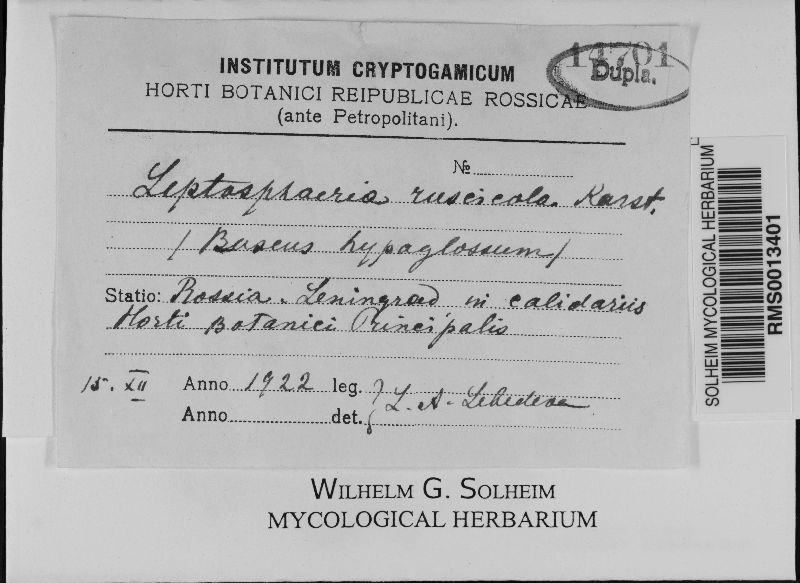 14701
Dupla.
INSTITUTUM CRYPTOGAMICUM
HORTI BOTANICI REIPUBLICAE ROSSICAE
(ante Petropolitani).
№
Leptosphaeria ruscicola. Karst.
/ Ruscus hypoglossum /
Statio: Rossia. Leningrad in calidariis
Horti Botanici Principalis
15. XII Anno 1922 leg. L. A. Lebedeva
Anno det.
SOLHEIM MYCOLOGICAL HERBARIUM
RMS0013401
WILHELM G. SOLHEIM
MYCOLOGICAL HERBARIUM